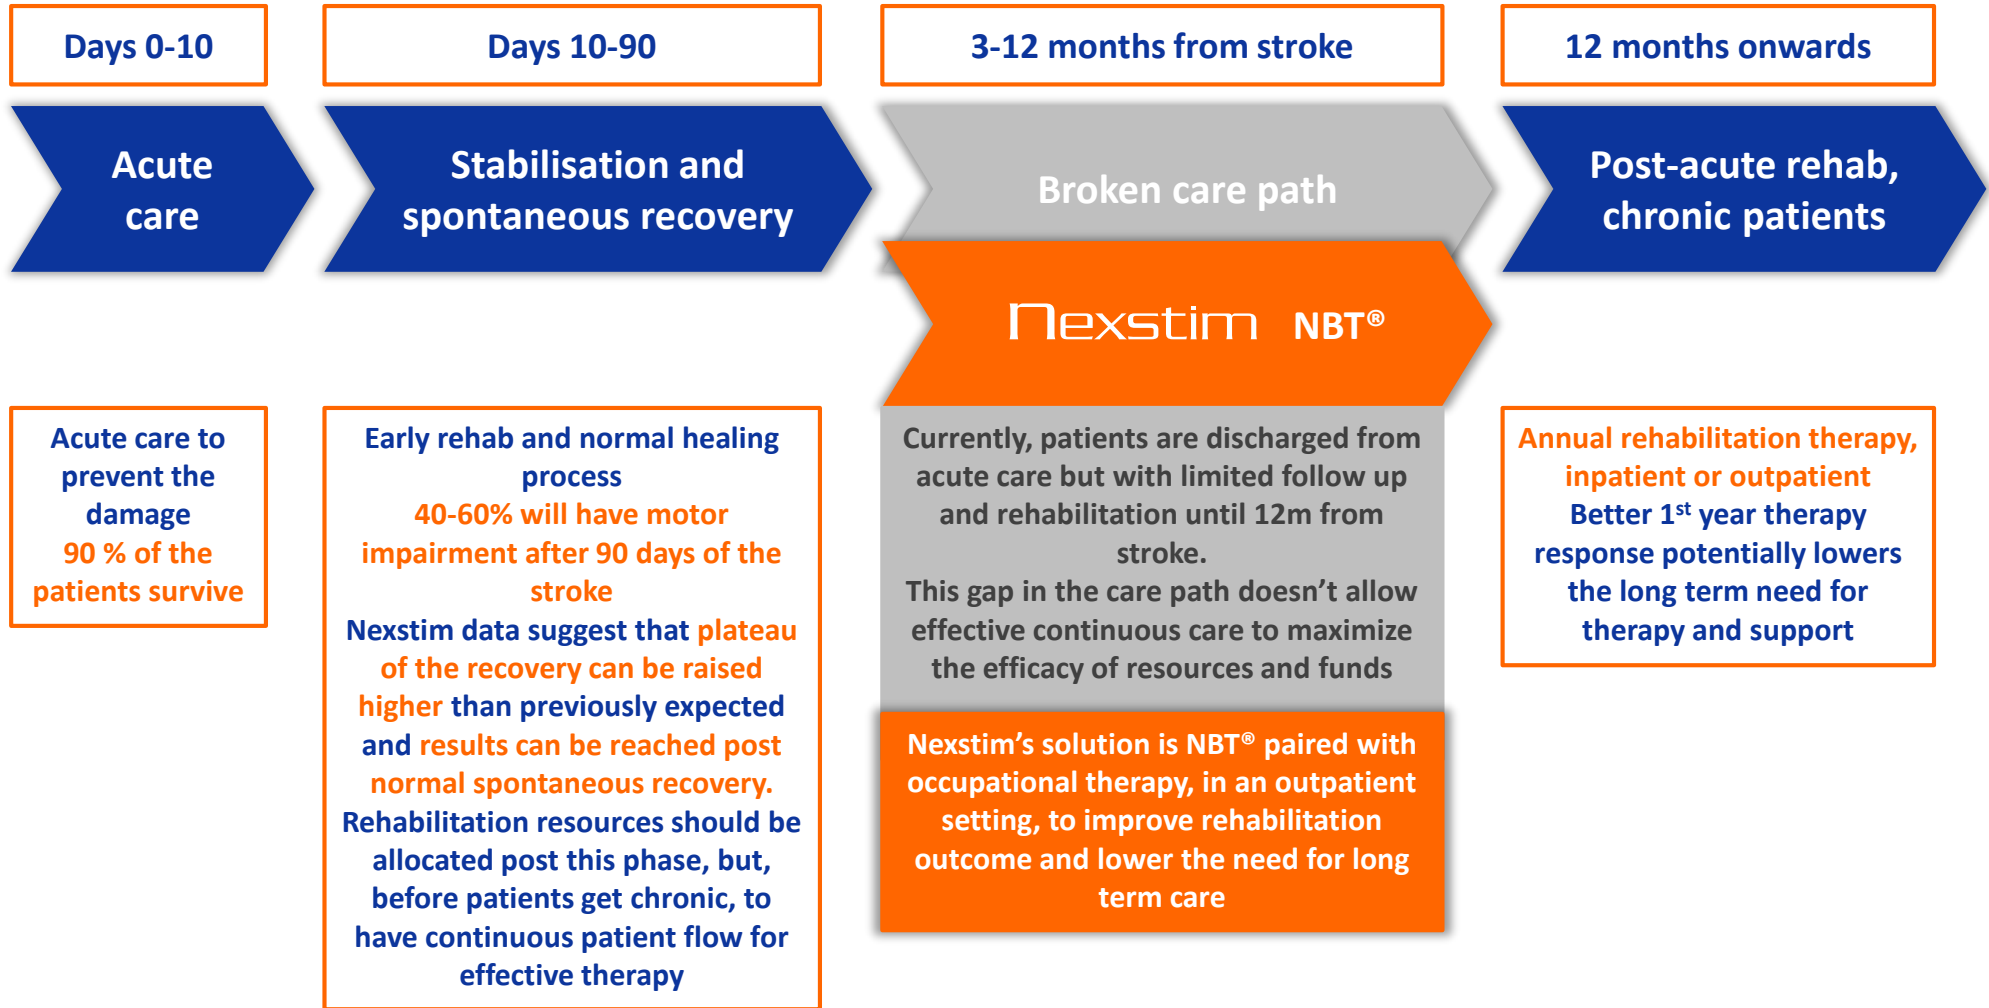 Days 0-10
Days 10-90
3-12 months from stroke
12 months onwards
Acute
care
Stabilisation and
spontaneous recovery
Broken care path
Post-acute rehab,
chronic patients
Nexstim NBT®
Acute care to
prevent the
damage
90 % of the
patients survive
Early rehab and normal healing
process
40-60% will have motor
impairment after 90 days of the
stroke
Nexstim data suggest that plateau
of the recovery can be raised
higher than previously expected
and results can be reached post
normal spontaneous recovery.
Rehabilitation resources should be
allocated post this phase, but,
before patients get chronic, to
have continuous patient flow for
effective therapy
Currently, patients are discharged from
acute care but with limited follow up
and rehabilitation until 12m from
stroke.
This gap in the care path doesn’t allow
effective continuous care to maximize
the efficacy of resources and funds
Nexstim’s solution is NBT® paired with
occupational therapy, in an outpatient
setting, to improve rehabilitation
outcome and lower the need for long
term care
Annual rehabilitation therapy,
inpatient or outpatient
Better 1st year therapy
response potentially lowers
the long term need for
therapy and support